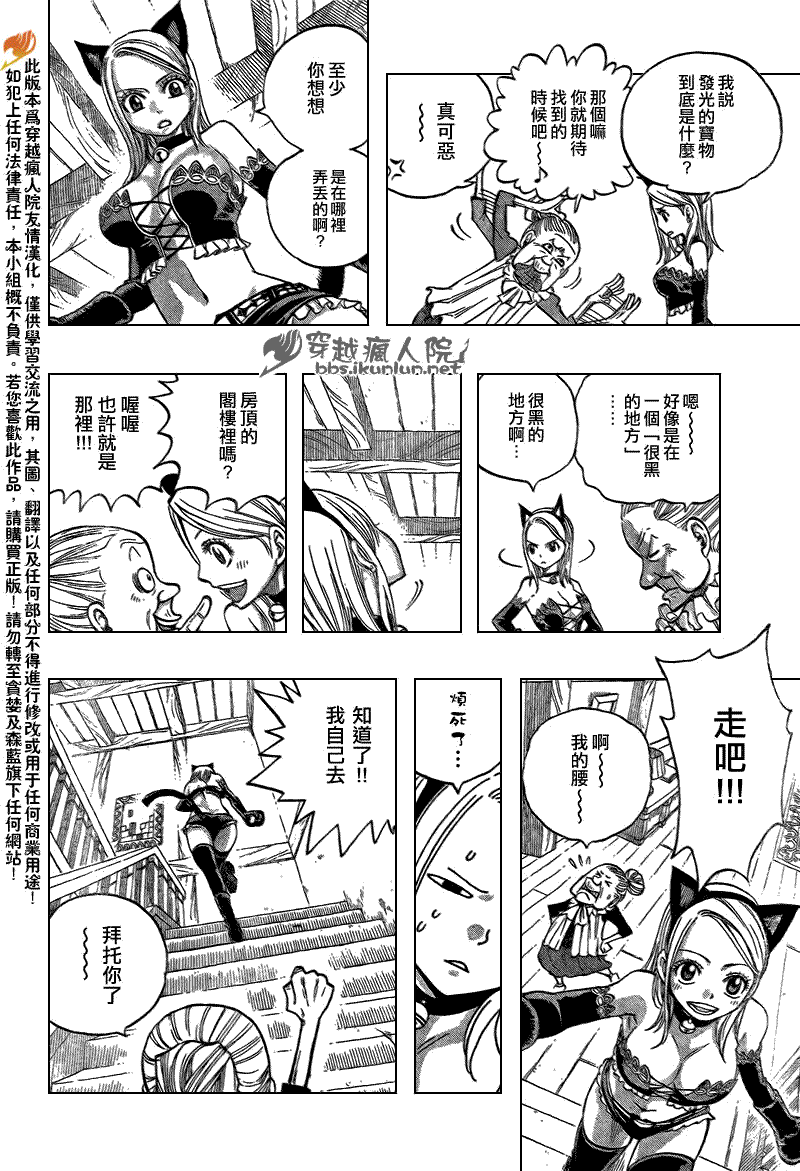 我説
發光的寶物
到底是什麼？
那個嘛
你就期待
找到的
時候吧～
真可惡
～
至少
你想想
是在哪裡
弄丟的啊？
穿越瘋人院
bbs.ikunlun.net
嗯～
好像是在
一個「很黑
的地方」
……
很黑的
地方啊…
房頂的
閣樓裡嗎？
喔喔
也許就是
那裡!!!
走吧!!!
啊～
我的腰
～
煩死了…
知道了!!
我自己去
拜托你了
～
此版本爲穿越瘋人院友情漢化，僅供學習交流之用，其圖、翻譯以及任何部分不得進行修改或用于任何商業用途！
如犯上任何法律責任，本小組概不負責。若您喜歡此作品，請購買正版！請勿轉至貪婪及森藍旗下任何網站！